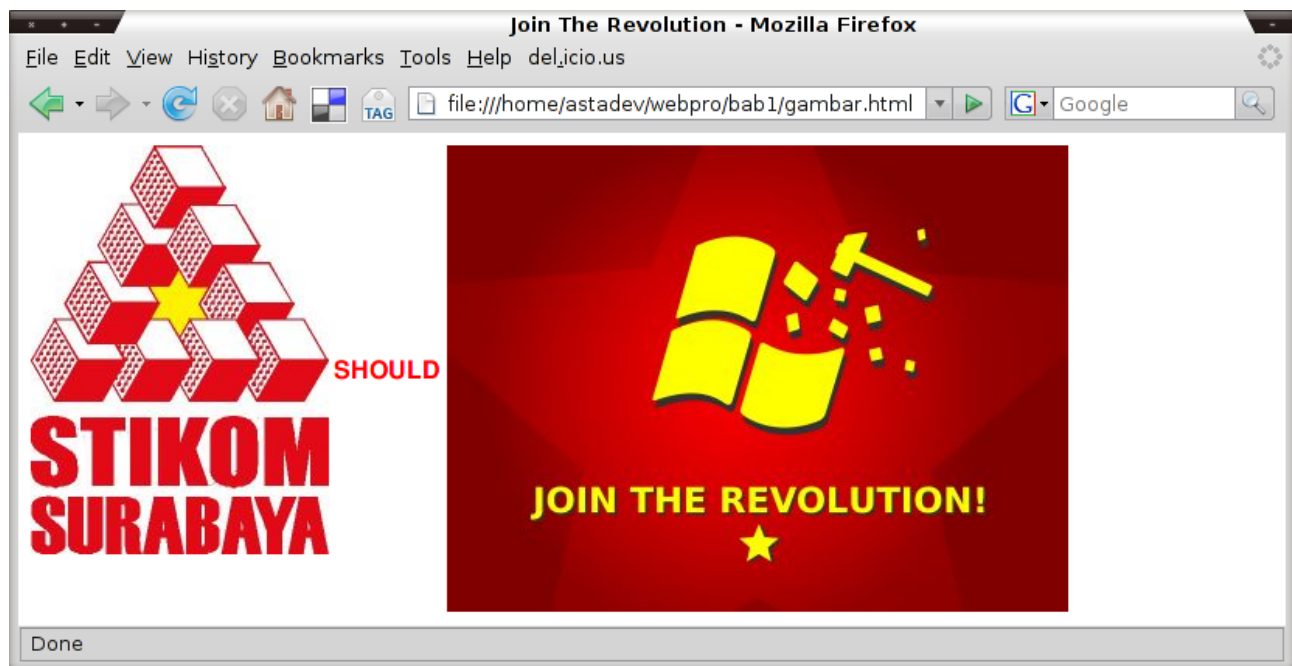 Join The Revolution - Mozilla Firefox
File Edit View History Bookmarks Tools Help del.icio.us
TAG file:///home/astadev/webpro/bab1/gambar.html G Google
SHOULD
STIKOM
SURABAYA
JOIN THE REVOLUTION!
Done